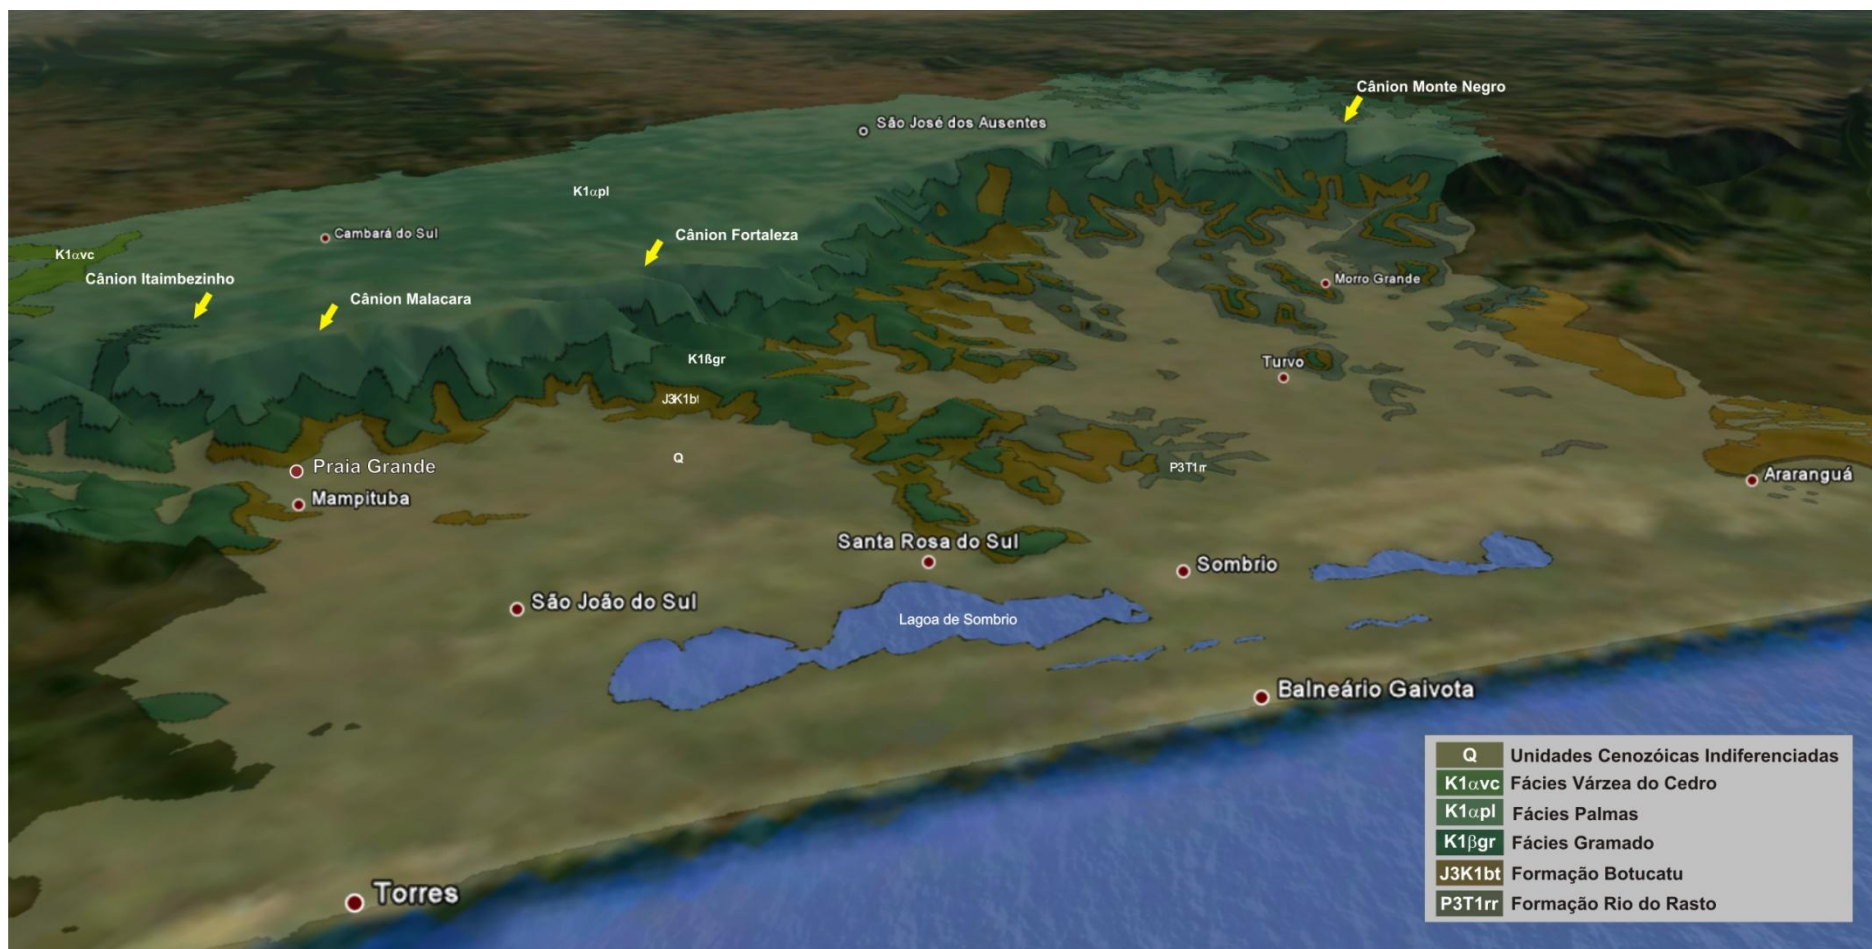 Cânion Monte Negro
São José dos Ausentes
K1αpl
Cambará do Sul
Cânion Fortaleza
K1αvc
Cânion Itaimbezinho
Cânion Malacara
Morro Grande
K1ßgr
Turvo
J3K1bt
Q
P3T1rr
Praia Grande
Araranguá
Mampituba
Santa Rosa do Sul
Sombrio
São João do Sul
Lagoa de Sombrio
Balneário Gaivota
Torres
Q Unidades Cenozóicas Indiferenciadas
K1αvc Fácies Várzea do Cedro
K1αpl Fácies Palmas
K1βgr Fácies Gramado
J3K1bt Formação Botucatu
P3T1rr Formação Rio do Rasto